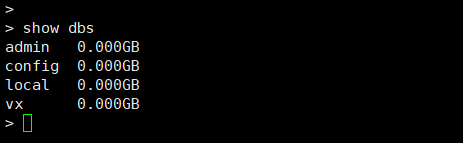 >
> show dbs
admin   0.000GB
config  0.000GB
local   0.000GB
vx      0.000GB
>